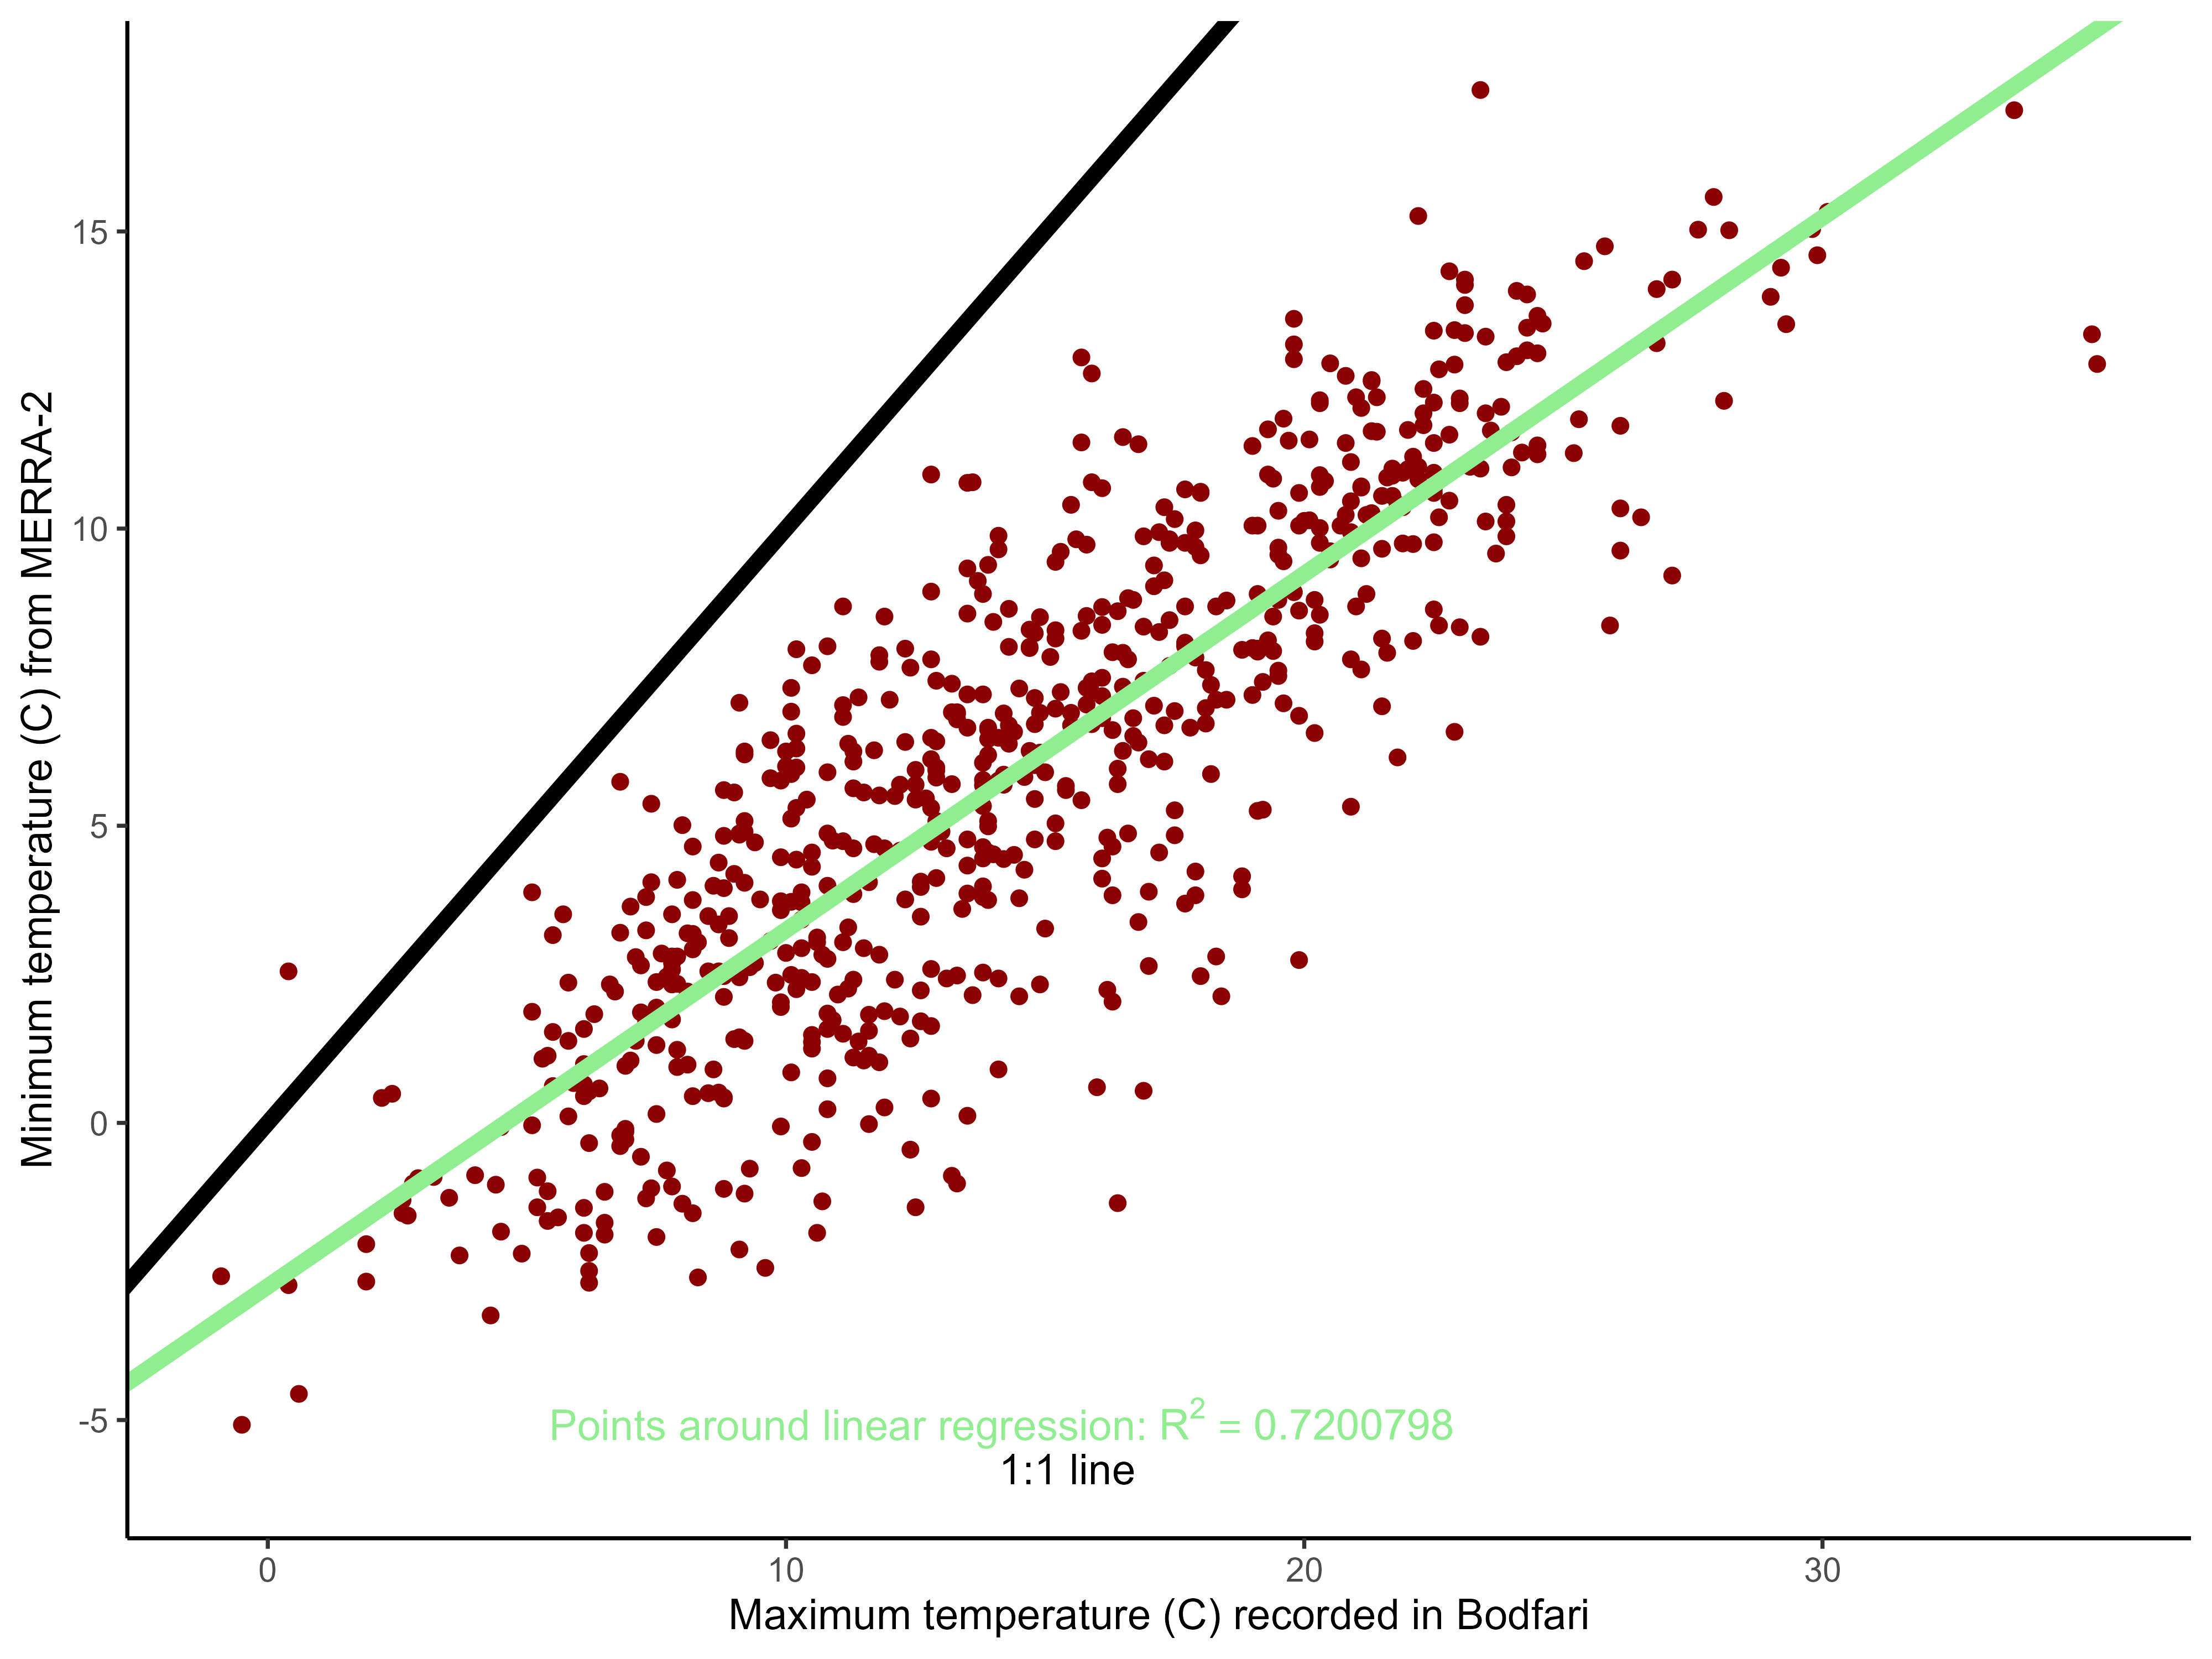 Minimum temperature (C) from MERRA-2
15
10
5
0
-5
Points around linear regression: R² = 0.7200798
1:1 line
0 10 20 30
Maximum temperature (C) recorded in Bodfari